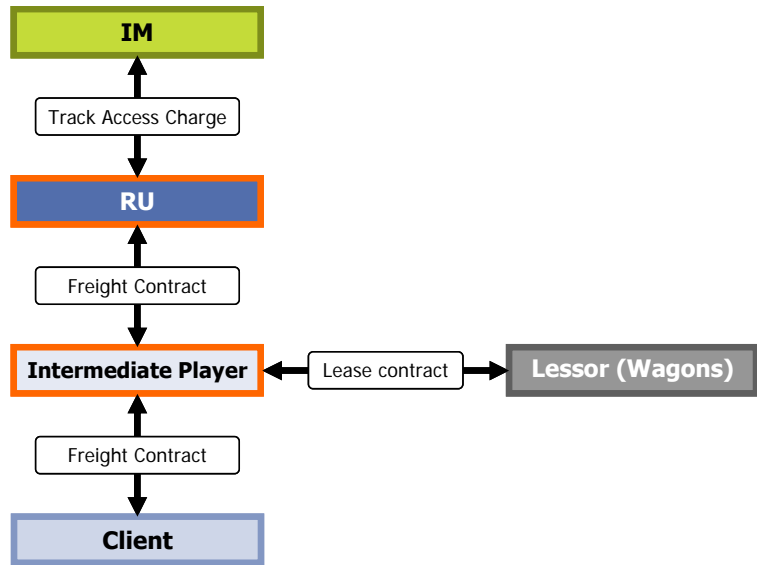 IM
Track Access Charge
RU
Freight Contract
Intermediate Player
Lease contract
Lessor (Wagons)
Freight Contract
Client